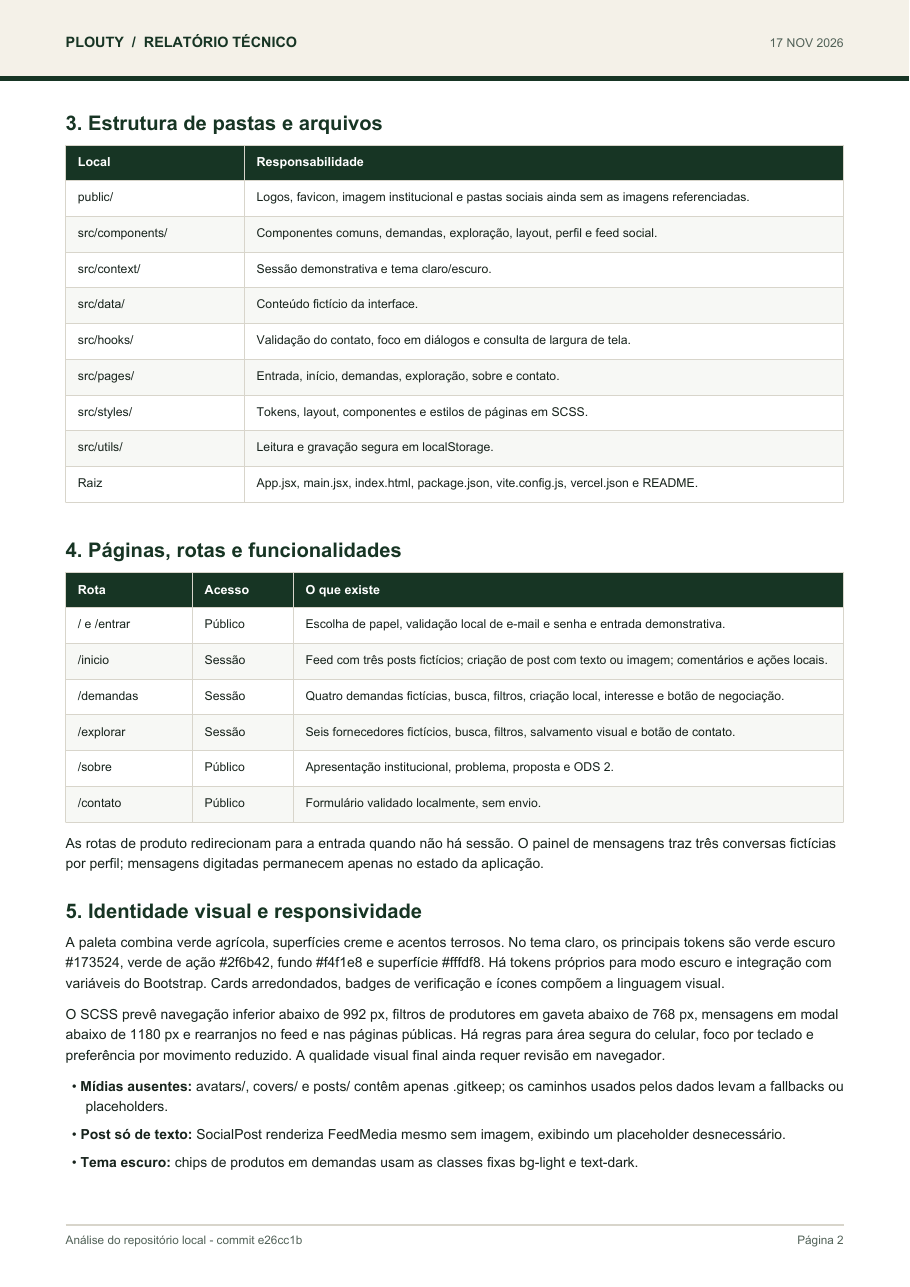 PLOUTY / RELATÓRIO TÉCNICO
17 NOV 2026
3. Estrutura de pastas e arquivos
Local Responsabilidade
public/ Logos, favicon, imagem institucional e pastas sociais ainda sem as imagens referenciadas.
src/components/ Componentes comuns, demandas, exploração, layout, perfil e feed social.
src/context/ Sessão demonstrativa e tema claro/escuro.
src/data/ Conteúdo fictício da interface.
src/hooks/ Validação do contato, foco em diálogos e consulta de largura de tela.
src/pages/ Entrada, início, demandas, exploração, sobre e contato.
src/styles/ Tokens, layout, componentes e estilos de páginas em SCSS.
src/utils/ Leitura e gravação segura em localStorage.
Raiz App.jsx, main.jsx, index.html, package.json, vite.config.js, vercel.json e README.
4. Páginas, rotas e funcionalidades
Rota Acesso O que existe
/ e /entrar Público Escolha de papel, validação local de e-mail e senha e entrada demonstrativa.
/inicio Sessão Feed com três posts fictícios; criação de post com texto ou imagem; comentários e ações locais.
/demandas Sessão Quatro demandas fictícias, busca, filtros, criação local, interesse e botão de negociação.
/explorar Sessão Seis fornecedores fictícios, busca, filtros, salvamento visual e botão de contato.
/sobre Público Apresentação institucional, problema, proposta e ODS 2.
/contato Público Formulário validado localmente, sem envio.
As rotas de produto redirecionam para a entrada quando não há sessão. O painel de mensagens traz três conversas fictícias
por perfil; mensagens digitadas permanecem apenas no estado da aplicação.
5. Identidade visual e responsividade
A paleta combina verde agrícola, superfícies creme e acentos terrosos. No tema claro, os principais tokens são verde escuro
#173524, verde de ação #2f6b42, fundo #f4f1e8 e superfície #fffdf8. Há tokens próprios para modo escuro e integração com
variáveis do Bootstrap. Cards arredondados, badges de verificação e ícones compõem a linguagem visual.
O SCSS prevê navegação inferior abaixo de 992 px, filtros de produtores em gaveta abaixo de 768 px, mensagens em modal
abaixo de 1180 px e rearranjos no feed e nas páginas públicas. Há regras para área segura do celular, foco por teclado e
preferência por movimento reduzido. A qualidade visual final ainda requer revisão em navegador.
• Mídias ausentes: avatars/, covers/ e posts/ contêm apenas .gitkeep; os caminhos usados pelos dados levam a fallbacks ou
placeholders.
• Post só de texto: SocialPost renderiza FeedMedia mesmo sem imagem, exibindo um placeholder desnecessário.
• Tema escuro: chips de produtos em demandas usam as classes fixas bg-light e text-dark.
Análise do repositório local - commit e26cc1b
Página 2